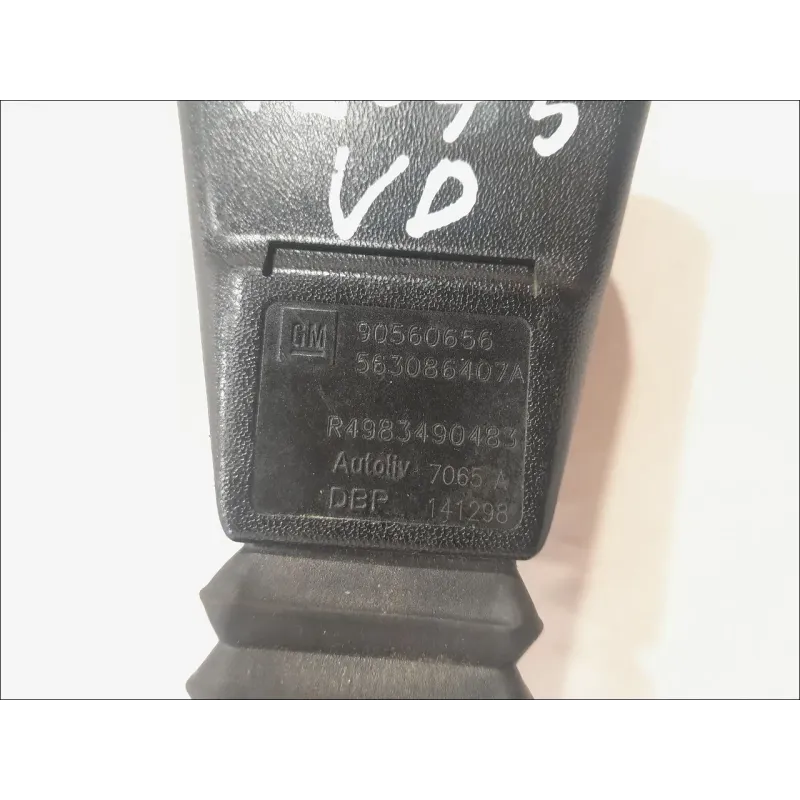 VD
GM 90560656
563086407A
R4983490483
Autoliv 7065 A
DBP 141298